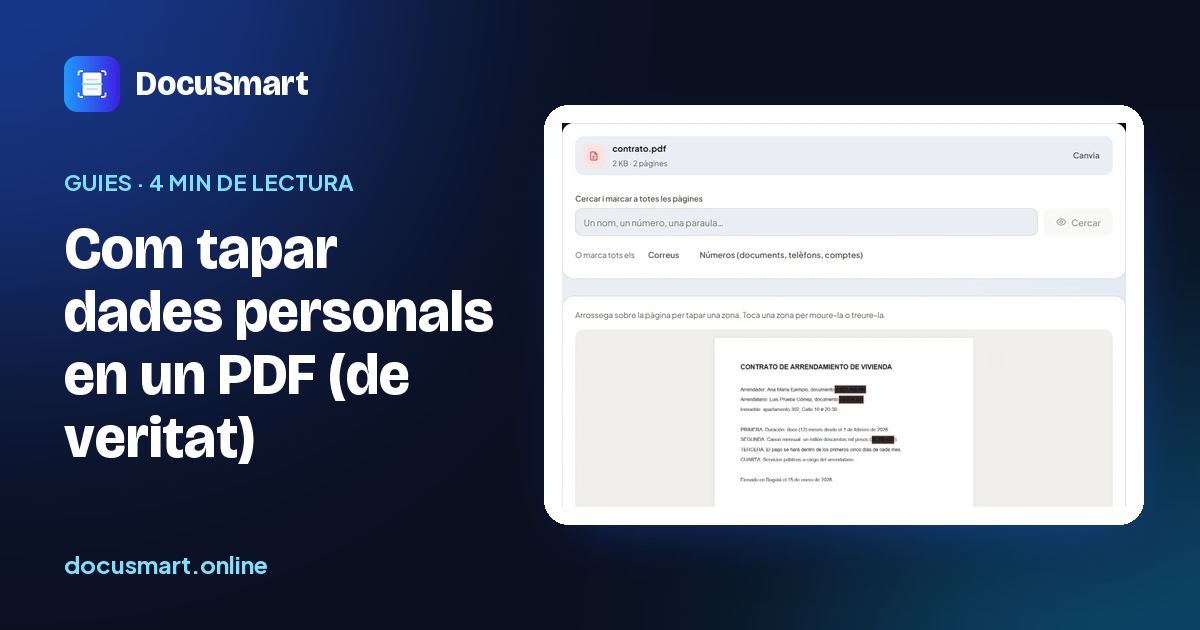 DocuSmart
GUIES · 4 MIN DE LECTURA
Com tapar
dades personals
en un PDF (de
veritat)
docusmart.online
contrato.pdf
2 KB · 2 pàgines
Canvia
Cercar i marcar a totes les pàgines
Un nom, un número, una paraula…
Cercar
O marca tots els Correus Números (documents, telèfons, comptes)
Arrossega sobre la pàgina per tapar una zona. Toca una zona per moure-la o treure-la.
CONTRATO DE ARRENDAMIENTO DE VIVIENDA
Arrendador: Ana María Ejemplo, documento
Arrendatario: Luis Prueba Gómez, documento
Inmueble: apartamento 302, Calle 10 # 20-30
PRIMERA. Duración: doce (12) meses desde el 1 de febrero de 2026.
SEGUNDA. Canon mensual: un millón doscientos mil pesos (
TERCERA. El pago se hará dentro de los primeros cinco días de cada mes.
CUARTA. Servicios públicos a cargo del arrendatario.
Firmado en Bogotá el 15 de enero de 2026.